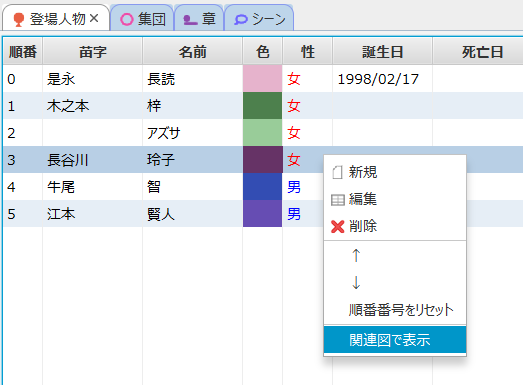 登場人物 集団 章 シーン
順番 苗字 名前 色 性 誕生日 死亡日
0 是永 長読 女 1998/02/17
1 木之本 梓 女
2 アズサ 女
3 長谷川 玲子 女
4 牛尾 智 男
5 江本 賢人 男
新規
編集
削除
↑
↓
順番番号をリセット
関連図で表示